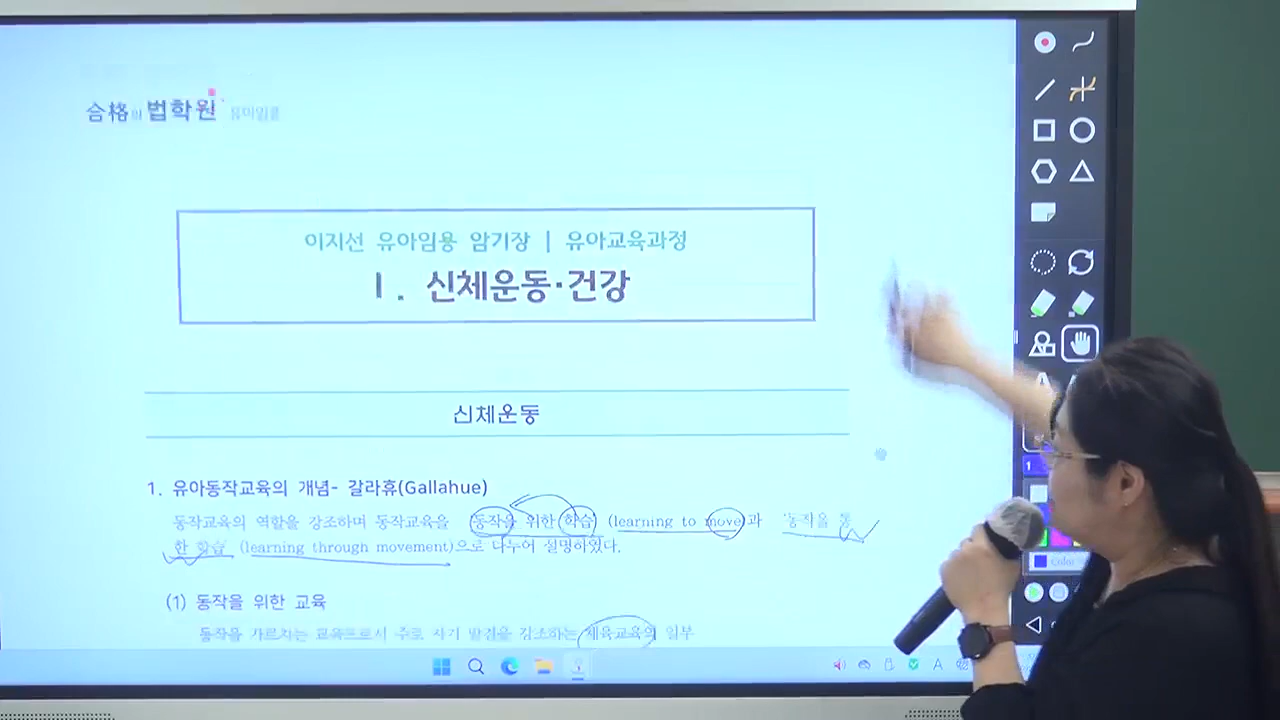 合格의 법학원 유아임용
이지선 유아임용 암기장 | 유아교육과정
I. 신체운동·건강
신체운동
1. 유아동작교육의 개념- 갈라휴(Gallahue)
동작교육의 역할을 강조하며 동작교육을 '동작을 위한 학습' (learning to move)과 '동작을 통
한 학습' (learning through movement)으로 나누어 설명하였다.
(1) 동작을 위한 교육
동작을 가르치는 교육으로서 주로 자기 발견을 강조하는 체육교육의 일부
1
Color
A